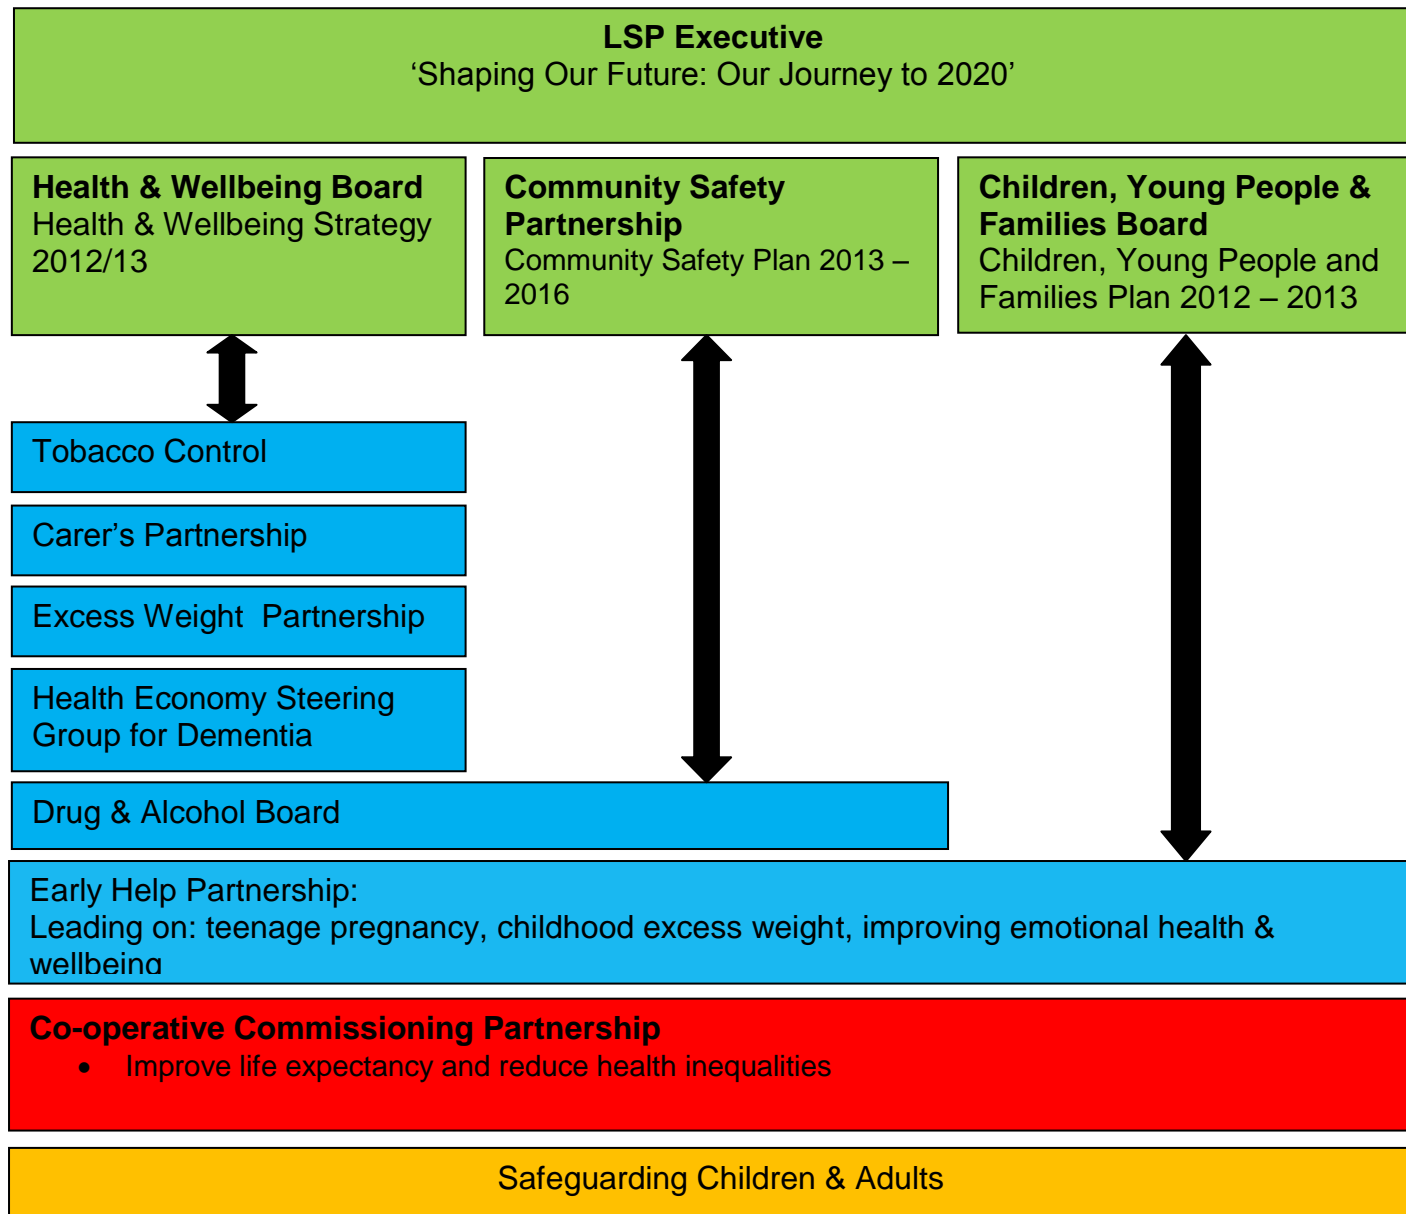 LSP Executive
‘Shaping Our Future: Our Journey to 2020’
Health & Wellbeing Board
Health & Wellbeing Strategy
2012/13
Community Safety
Partnership
Community Safety Plan 2013 –
2016
Children, Young People &
Families Board
Children, Young People and
Families Plan 2012 – 2013
Tobacco Control
Carer’s Partnership
Excess Weight  Partnership
Health Economy Steering
Group for Dementia
Drug & Alcohol Board
Early Help Partnership:
Leading on: teenage pregnancy, childhood excess weight, improving emotional health &
wellbeing
Co-operative Commissioning Partnership
• Improve life expectancy and reduce health inequalities
Safeguarding Children & Adults